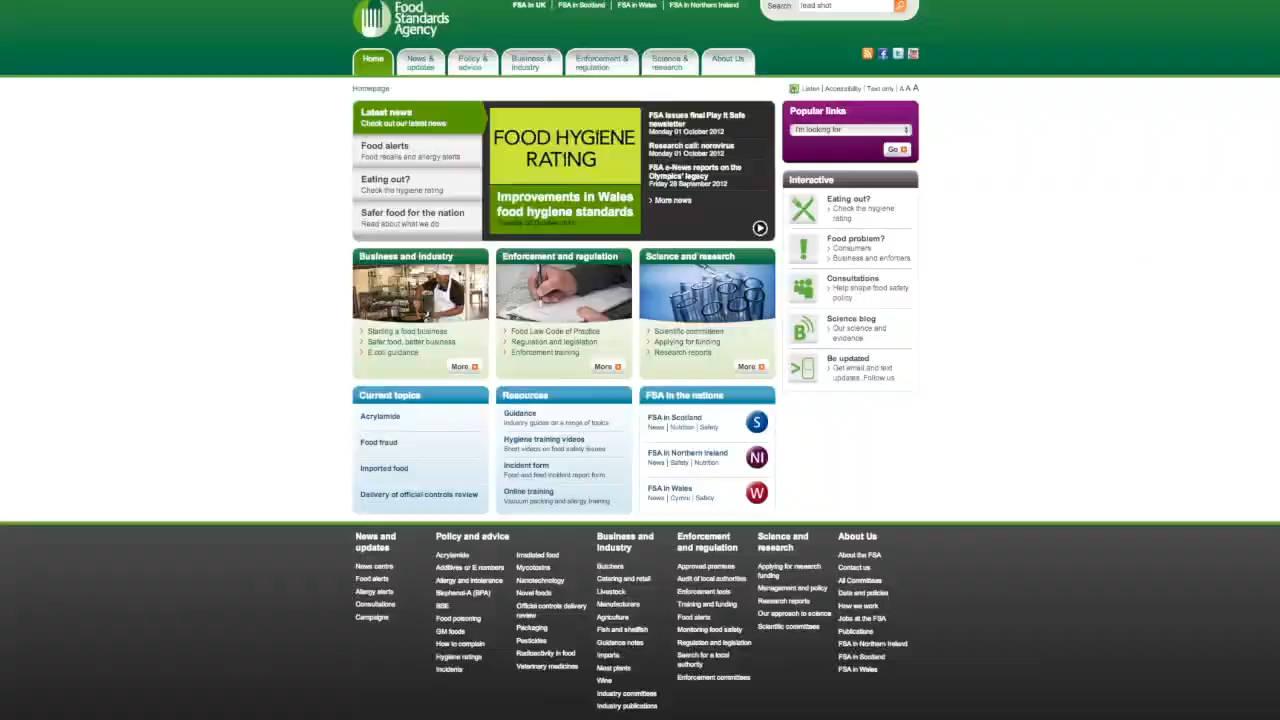 Food
Standards
Agency
FSA in UK | FSA in Scotland | FSA in Wales | FSA in Northern Ireland
Search lead shot
Home
News &
updates
Policy &
advice
Business &
industry
Enforcement &
regulation
Science &
research
About Us
Homepage
Listen | Accessibility | Text only | A A A
Latest news
Check out our latest news
Food alerts
Food recalls and allergy alerts
Eating out?
Check the hygiene rating
Safer food for the nation
Read about what we do
FOOD HYGIENE
RATING
Improvements in Wales
food hygiene standards
FSA issues final Play it Safe
newsletter
Monday 01 October 2012
Research call: norovirus
Monday 01 October 2012
FSA e-News reports on the
Olympics' legacy
Friday 28 September 2012
> More news
Popular links
I'm looking for
Go
Interactive
Eating out?
> Check the hygiene
rating
Food problem?
> Consumers
> Business and enforcers
Consultations
> Help shape food safety
policy
Science blog
> Our science and
evidence
Be updated
> Get email and text
updates. Follow us
Business and industry
> Starting a food business
> Safer food, better business
> E.coli guidance
More
Enforcement and regulation
> Food Law Code of Practice
> Regulation and legislation
> Enforcement training
More
Science and research
> Scientific committees
> Applying for funding
> Research reports
More
Current topics
Acrylamide
Food fraud
Imported food
Delivery of official controls review
Resources
Guidance
Industry guides on a range of topics
Hygiene training videos
Short videos on food safety issues
Incident form
Food and feed incident report form
Online training
Vacuum packing and allergy training
FSA in the nations
FSA in Scotland
News | Nutrition | Safety
S
FSA in Northern Ireland
News | Safety | Nutrition
NI
FSA in Wales
News | Cymru | Safety
W
News and
updates
News centre
Food alerts
Allergy alerts
Consultations
Campaigns
Policy and advice
Acrylamide
Additives or E numbers
Allergy and intolerance
Bisphenol-A (BPA)
BSE
Food poisoning
GM foods
How to complain
Hygiene ratings
Incidents
Irradiated food
Mycotoxins
Nanotechnology
Novel foods
Official controls delivery
review
Packaging
Pesticides
Radioactivity in food
Veterinary medicines
Business and
industry
Butchers
Catering and retail
Livestock
Manufacturers
Agriculture
Fish and shellfish
Guidance notes
Imports
Meat plants
Wine
Industry committees
Industry publications
Enforcement
and regulation
Approved premises
Audit of local authorities
Enforcement tools
Training and funding
Food alerts
Monitoring food safety
Regulation and legislation
Search for a local
authority
Enforcement committees
Science and
research
Applying for research
funding
Management and policy
Research reports
Our approach to science
Scientific committees
About Us
About the FSA
Contact us
All Committees
Data and policies
How we work
Jobs at the FSA
Publications
FSA in Northern Ireland
FSA in Scotland
FSA in Wales